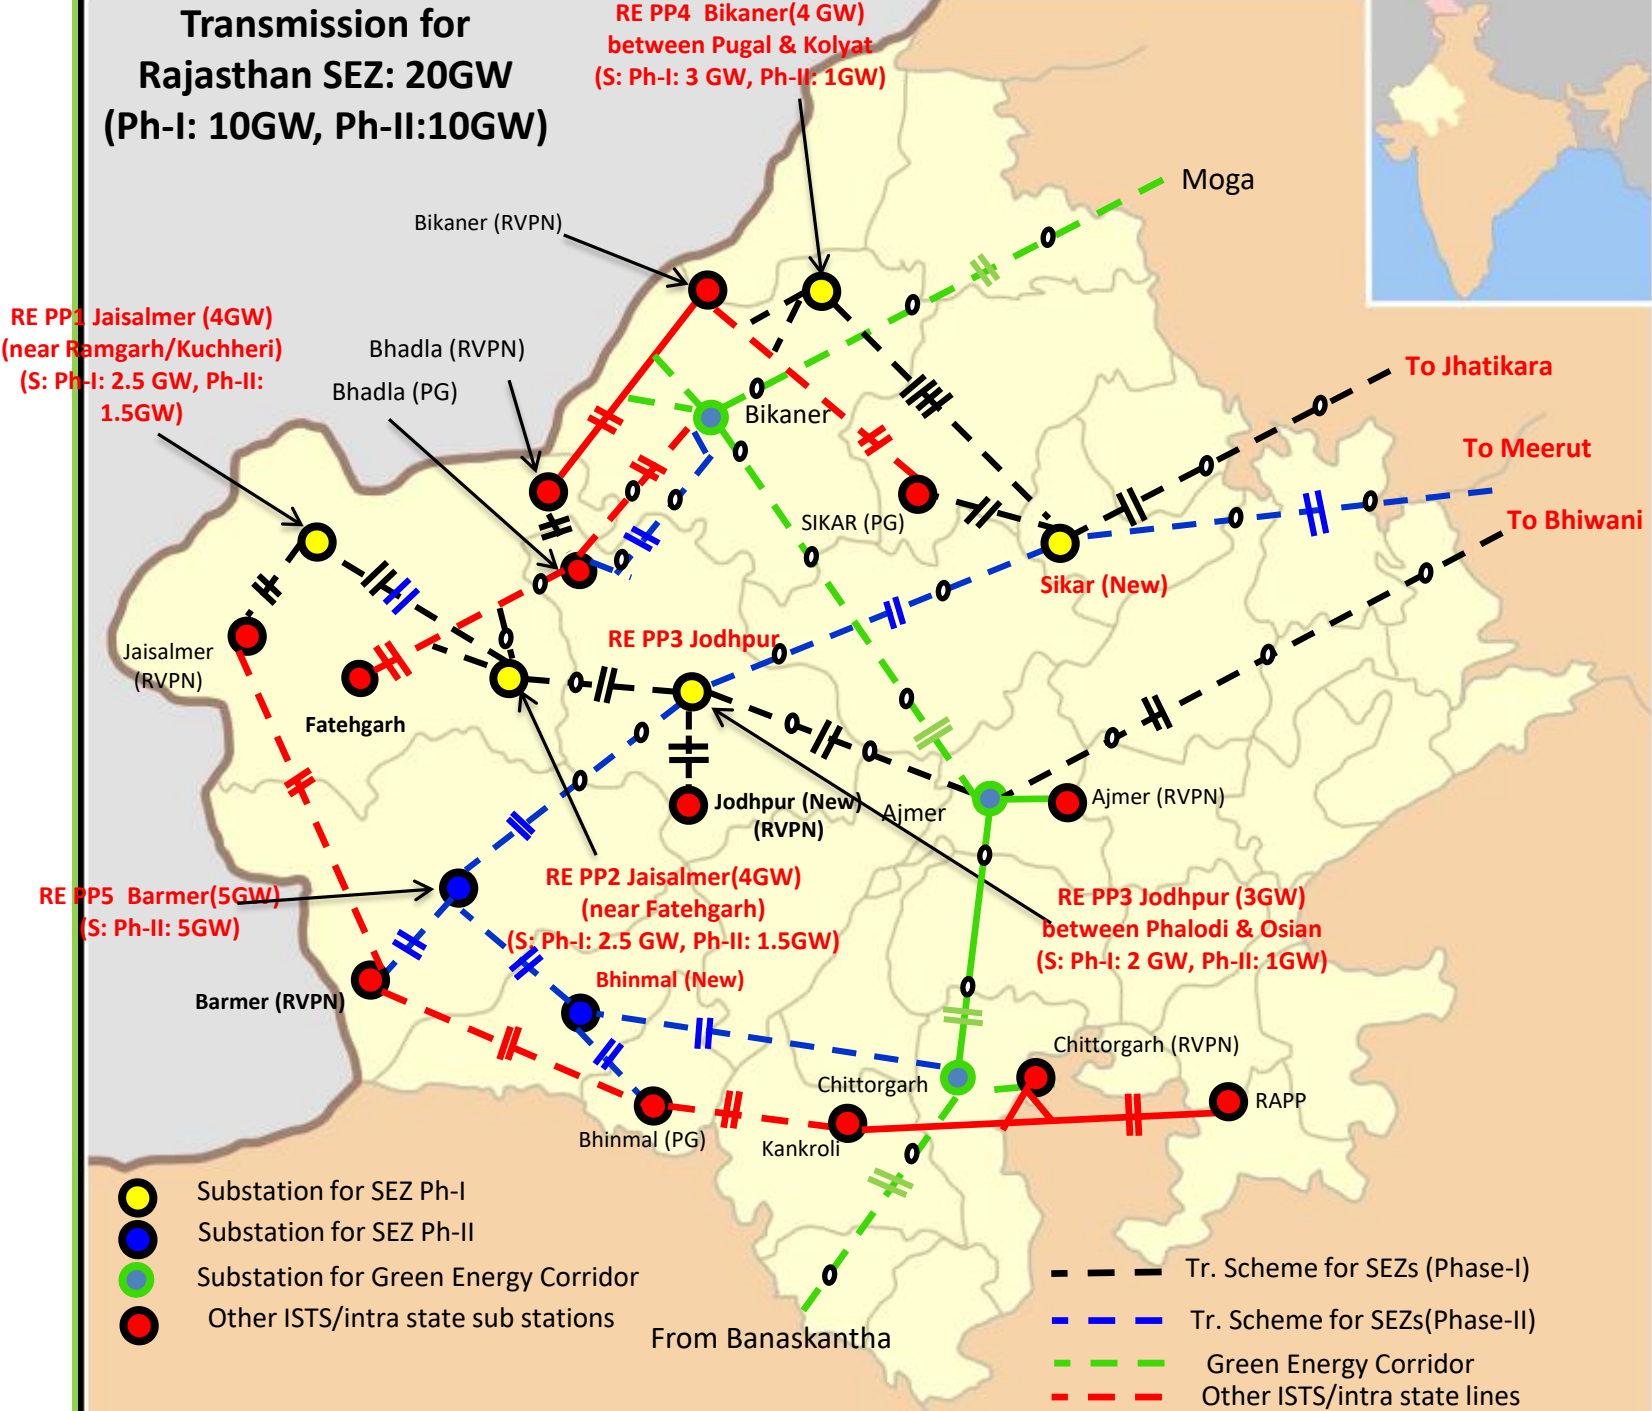 Transmission for
Rajasthan SEZ: 20GW
(Ph-I: 10GW, Ph-II:10GW)
RE PP4 Bikaner(4 GW)
between Pugal & Kolyat
(S: Ph-I: 3 GW, Ph-II: 1GW)
Moga
Bikaner (RVPN)
RE PP1 Jaisalmer (4GW)
(near Ramgarh/Kuchheri)
(S: Ph-I: 2.5 GW, Ph-II:
1.5GW)
Bhadla (RVPN)
Bhadla (PG)
Bikaner
To Jhatikara
To Meerut
To Bhiwani
SIKAR (PG)
Sikar (New)
RE PP3 Jodhpur
Jaisalmer
(RVPN)
Fatehgarh
Jodhpur (New)
(RVPN)
Ajmer
Ajmer (RVPN)
RE PP5 Barmer(5GW)
(S: Ph-II: 5GW)
RE PP2 Jaisalmer(4GW)
(near Fatehgarh)
(S: Ph-I: 2.5 GW, Ph-II: 1.5GW)
RE PP3 Jodhpur (3GW)
between Phalodi & Osian
(S: Ph-I: 2 GW, Ph-II: 1GW)
Bhinmal (New)
Barmer (RVPN)
Chittorgarh (RVPN)
Chittorgarh
RAPP
Bhinmal (PG)
Kankroli
From Banaskantha
Substation for SEZ Ph-I
Substation for SEZ Ph-II
Substation for Green Energy Corridor
Other ISTS/intra state sub stations
Tr. Scheme for SEZs (Phase-I)
Tr. Scheme for SEZs(Phase-II)
Green Energy Corridor
Other ISTS/intra state lines